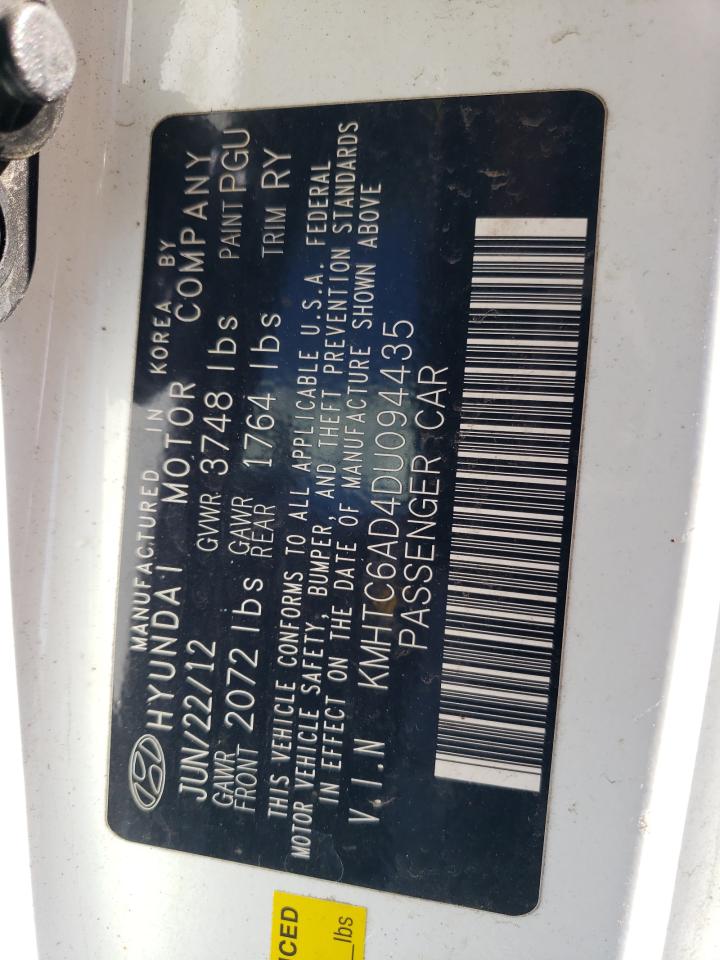 MANUFACTURED IN KOREA BY
HYUNDAI MOTOR COMPANY
JUN/22/12 GVWR 3748 lbs PAINT PGU
GAWR FRONT 2072 lbs GAWR REAR 1764 lbs TRIM RY
THIS VEHICLE CONFORMS TO ALL APPLICABLE U.S.A. FEDERAL
MOTOR VEHICLE SAFETY, BUMPER, AND THEFT PREVENTION STANDARDS
IN EFFECT ON THE DATE OF MANUFACTURE SHOWN ABOVE
V.I.N KMHTC6AD4DU094435
PASSENGER CAR
lbs